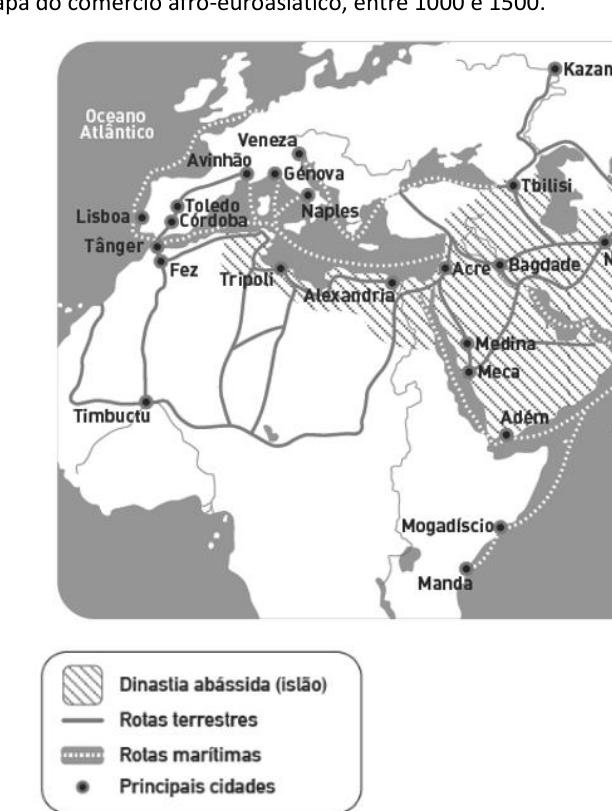 apa do comércio afro-euroasiático, entre 1000 e 1500.
Kazan
Oceano
Atlântico
Veneza
Avinhão
Génova
Tbilisi
Toledo
Lisboa
Córdoba
Naples
Tânger
Fez
Tripoli
Acre
Bagdade
N
Alexandria
Medina
Meca
Timbuctu
Adém
Mogadíscio
Manda
Dinastia abássida (islão)
Rotas terrestres
Rotas marítimas
Principais cidades